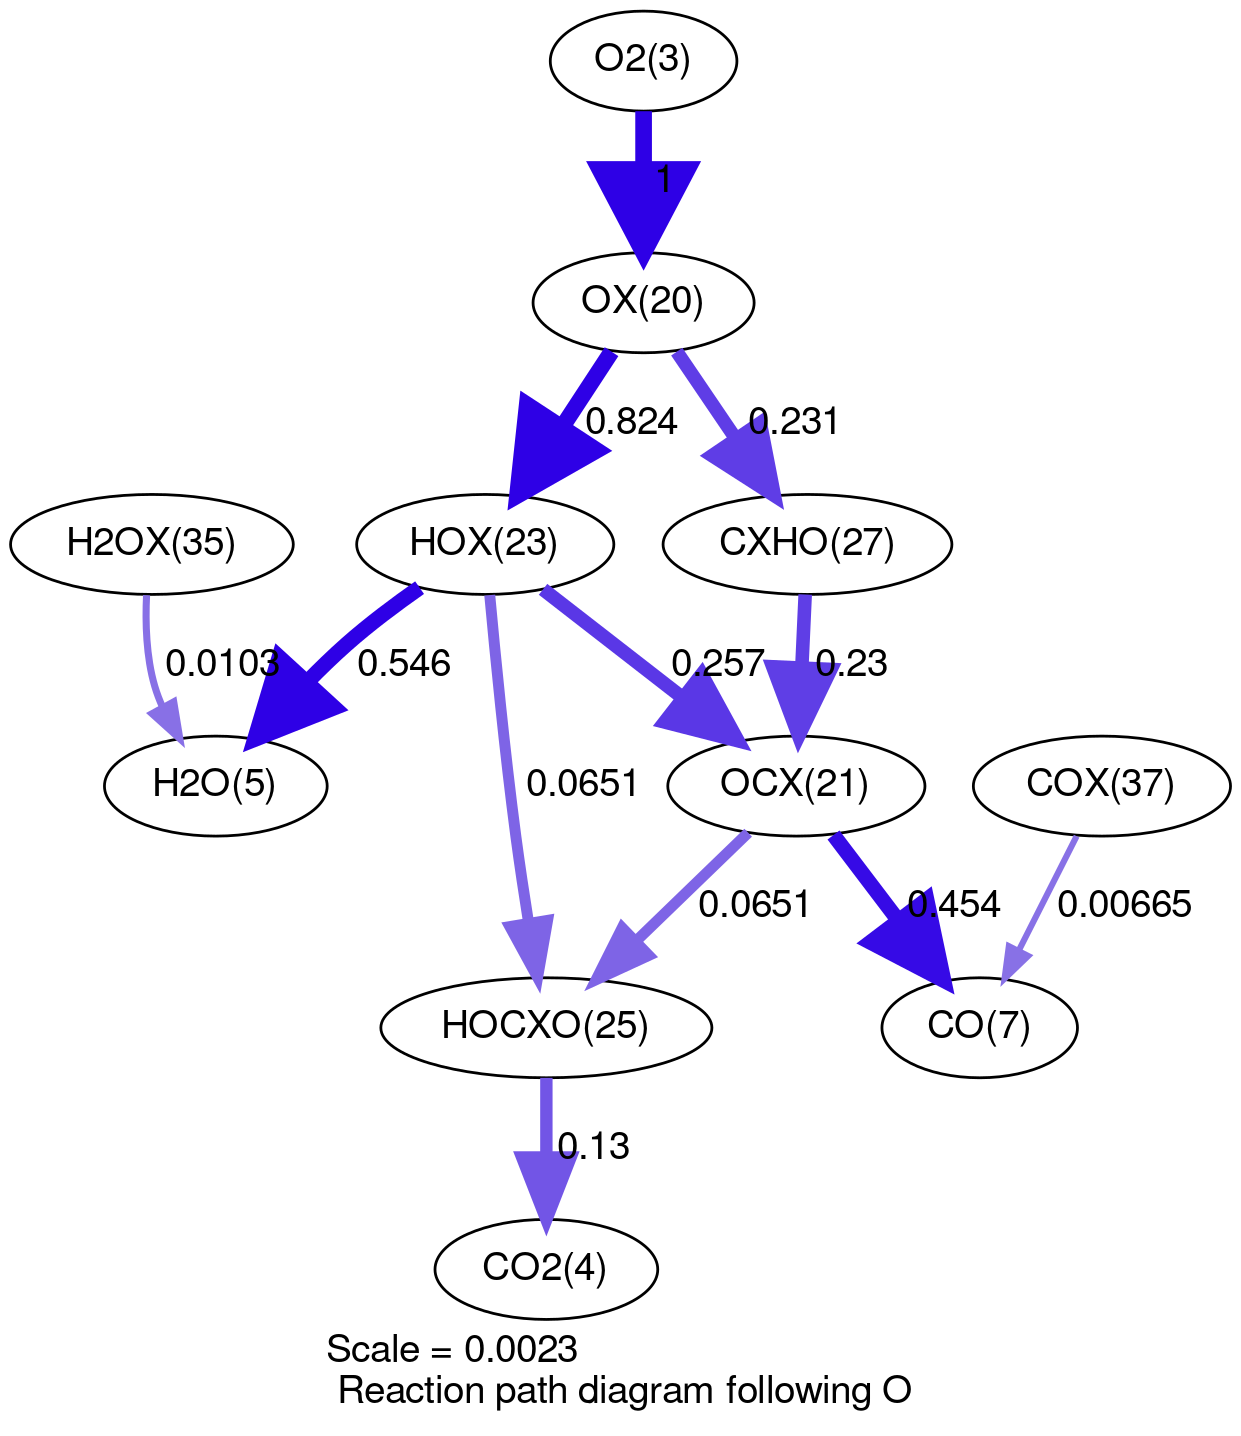 O2(3)
1
OX(20)
0.824
0.231
H2OX(35)
HOX(23)
CXHO(27)
0.0103
0.546
0.257
0.23
H2O(5)
0.0651
OCX(21)
COX(37)
0.0651
0.454
0.00665
HOCXO(25)
CO(7)
0.13
CO2(4)
Scale = 0.0023
Reaction path diagram following O